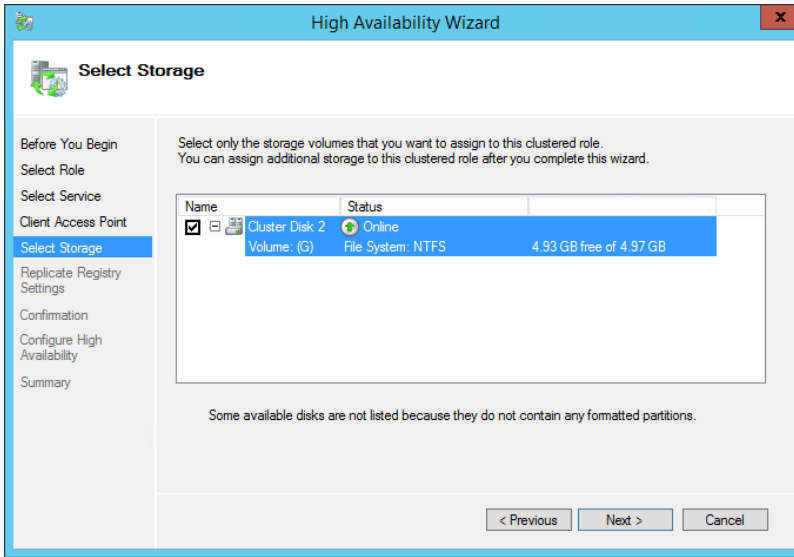 High Availability Wizard
x
Select Storage
Before You Begin
Select Role
Select Service
Client Access Point
Select Storage
Replicate Registry
Settings
Confirmation
Configure High
Availability
Summary
Select only the storage volumes that you want to assign to this clustered role.
You can assign additional storage to this clustered role after you complete this wizard.
Name Status
Cluster Disk 2 Online
Volume: (G) File System: NTFS 4.93 GB free of 4.97 GB
Some available disks are not listed because they do not contain any formatted partitions.
< Previous Next > Cancel